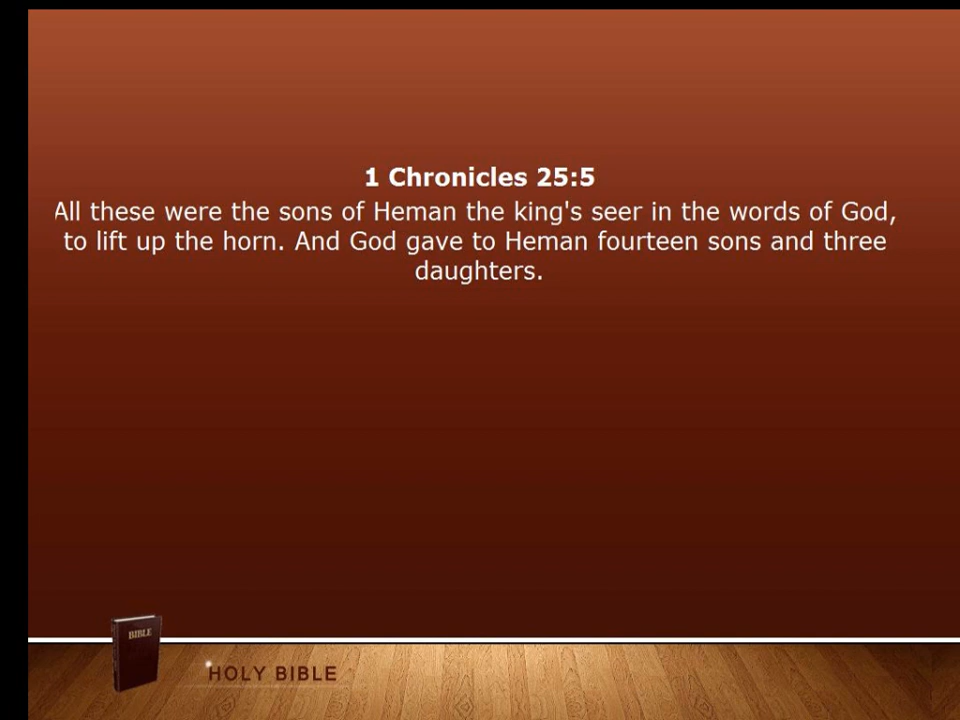 1 Chronicles 25:5
All these were the sons of Heman the king's seer in the words of God,
to lift up the horn. And God gave to Heman fourteen sons and three
daughters.
BIBLE
HOLY BIBLE